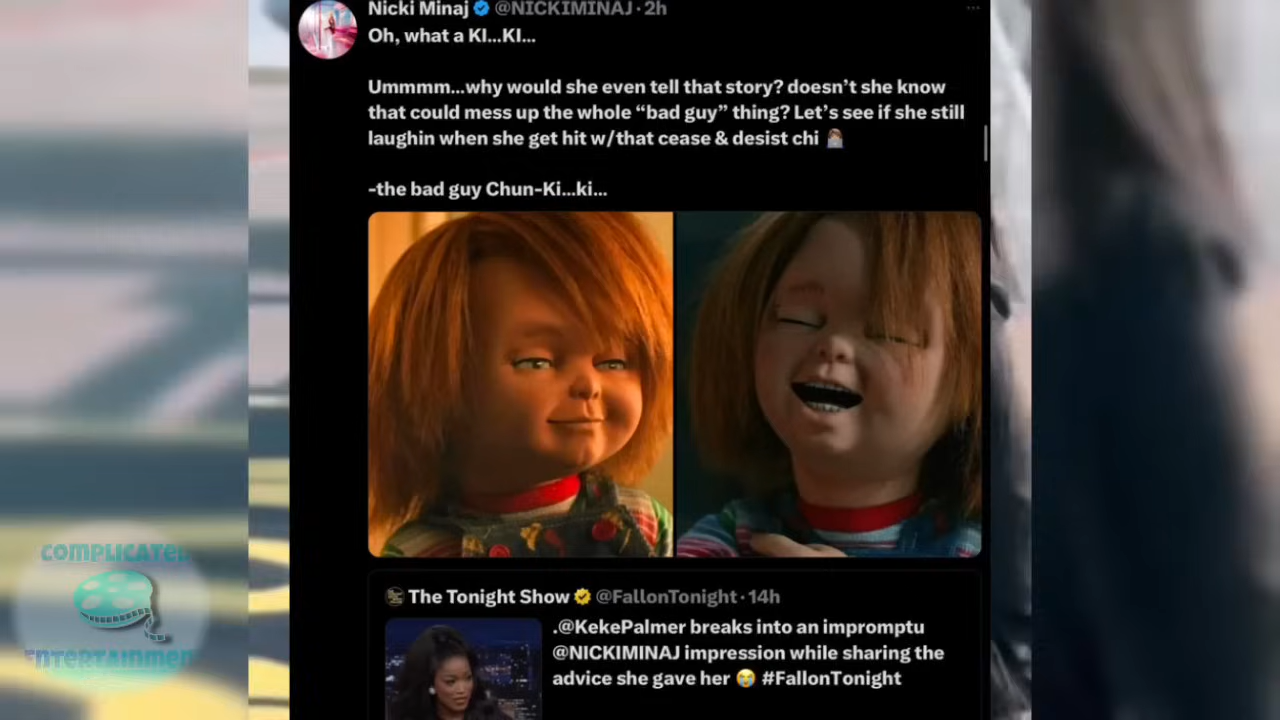 Nicki Minaj @NICKIMINAJ · 2h
Oh, what a KI...KI...
Ummmm...why would she even tell that story? doesn't she know
that could mess up the whole “bad guy” thing? Let's see if she still
laughin when she get hit w/that cease & desist chi
-the bad guy Chun-Ki...ki...
The Tonight Show @FallonTonight · 14h
.@KekePalmer breaks into an impromptu
@NICKIMINAJ impression while sharing the
advice she gave her 😭 #FallonTonight
COMPLICATED
ENTERTAINMENT